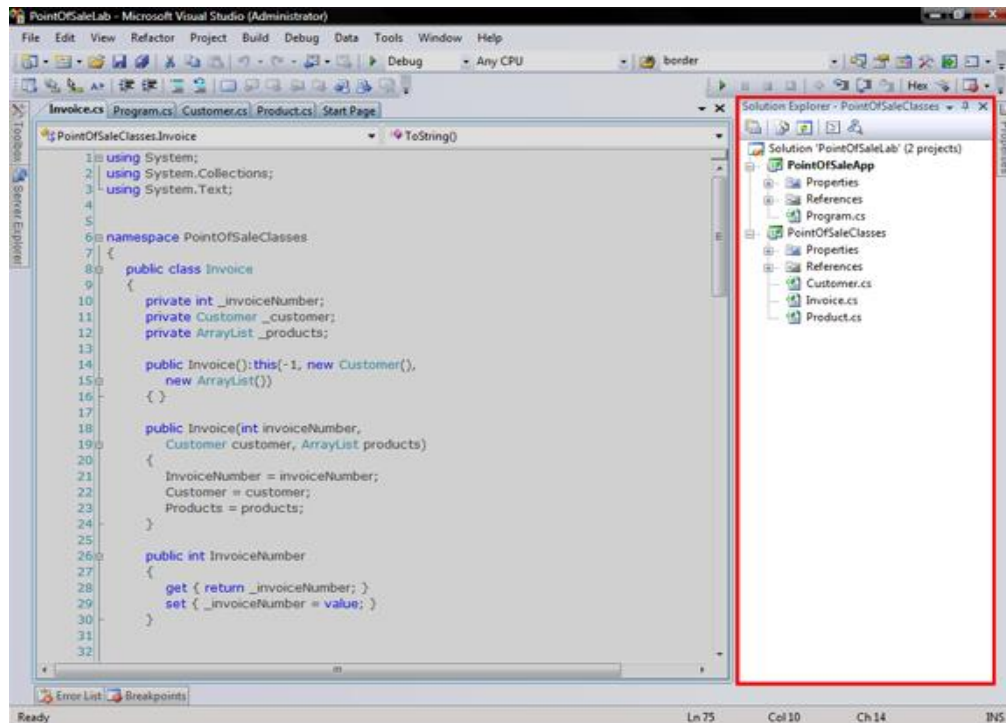 PointOfSaleLab - Microsoft Visual Studio (Administrator)
File Edit View Refactor Project Build Debug Data Tools Window Help
Debug Any CPU border
Hex
Invoice.cs Program.cs Customer.cs Product.cs Start Page
PointOfSaleClasses.Invoice ToString()
1 using System;
2 using System.Collections;
3 using System.Text;
4
5
6 namespace PointOfSaleClasses
7 {
8 public class Invoice
9 {
10 private int _invoiceNumber;
11 private Customer _customer;
12 private ArrayList _products;
13
14 public Invoice():this(-1, new Customer(),
15 new ArrayList())
16 { }
17
18 public Invoice(int invoiceNumber,
19 Customer customer, ArrayList products)
20 {
21 InvoiceNumber = invoiceNumber;
22 Customer = customer;
23 Products = products;
24 }
25
26 public int InvoiceNumber
27 {
28 get { return _invoiceNumber; }
29 set { _invoiceNumber = value; }
30 }
31
32
Toolbox
Server Explorer
Solution Explorer - PointOfSaleClasses
Solution 'PointOfSaleLab' (2 projects)
PointOfSaleApp
Properties
References
Program.cs
PointOfSaleClasses
Properties
References
Customer.cs
Invoice.cs
Product.cs
Properties
Error List Breakpoints
Ready Ln 75 Col 10 Ch 14 INS